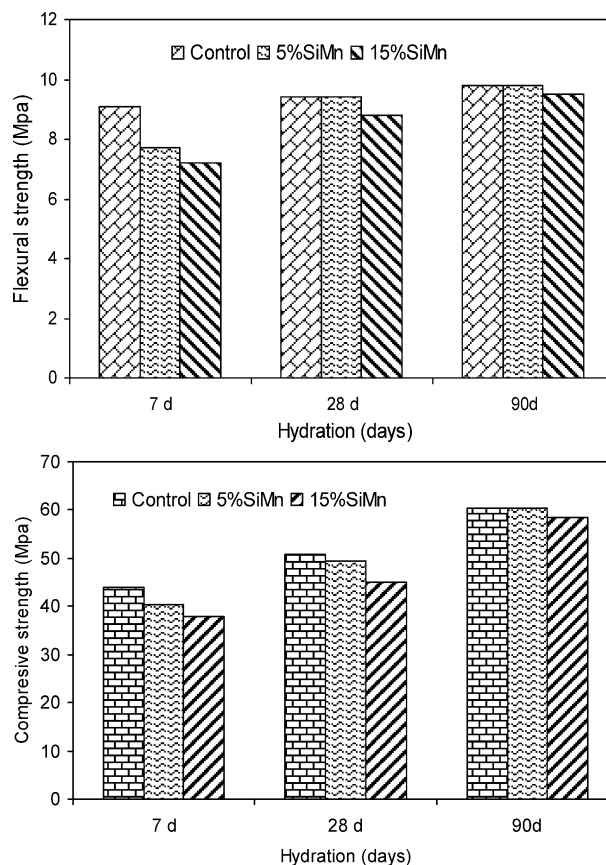 12
10
8
6
4
2
0
Flexural strength (Mpa)
Control 5%SiMn 15%SiMn
7 d 28 d 90d
Hydration (days)
70
60
50
40
30
20
10
0
Compresive strength (Mpa)
Control 5%SiMn 15%SiMn
7 d 28 d 90d
Hydration (days)